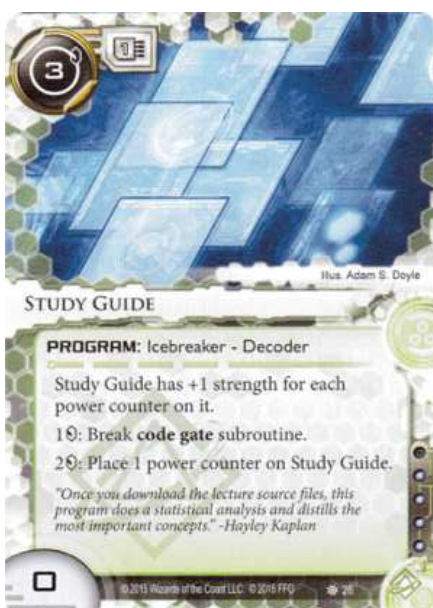 3
1
Illus. Adam S. Doyle
STUDY GUIDE
PROGRAM: Icebreaker - Decoder
Study Guide has +1 strength for each
power counter on it.
1: Break code gate subroutine.
2: Place 1 power counter on Study Guide.
"Once you download the lecture source files, this
program does a statistical analysis and distills the
most important concepts." -Hayley Kaplan
0
©2015 Wizards of the Coast LLC. ©2015 FFG
26